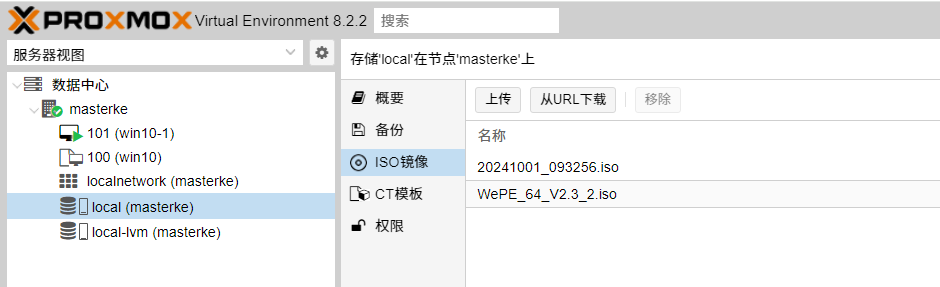 PROXMOX Virtual Environment 8.2.2 搜索
服务器视图
数据中心
masterke
101 (win10-1)
100 (win10)
localnetwork (masterke)
local (masterke)
local-lvm (masterke)
存储'local'在节点'masterke'上
概要
备份
ISO镜像
CT模板
权限
上传 从URL下载 移除
名称
20241001_093256.iso
WePE_64_V2.3_2.iso